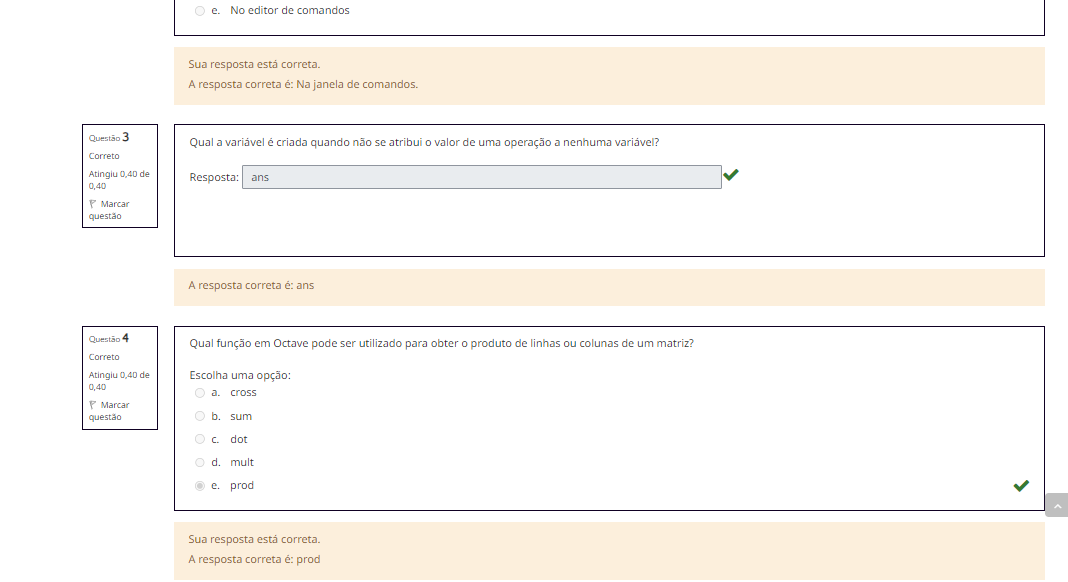 e. No editor de comandos
Sua resposta está correta.
A resposta correta é: Na janela de comandos.
Questão 3
Correto
Atingiu 0,40 de
0,40
Marcar
questão
Qual a variável é criada quando não se atribui o valor de uma operação a nenhuma variável?
Resposta: ans
A resposta correta é: ans
Questão 4
Correto
Atingiu 0,40 de
0,40
Marcar
questão
Qual função em Octave pode ser utilizado para obter o produto de linhas ou colunas de um matriz?
Escolha uma opção:
a. cross
b. sum
c. dot
d. mult
e. prod
Sua resposta está correta.
A resposta correta é: prod